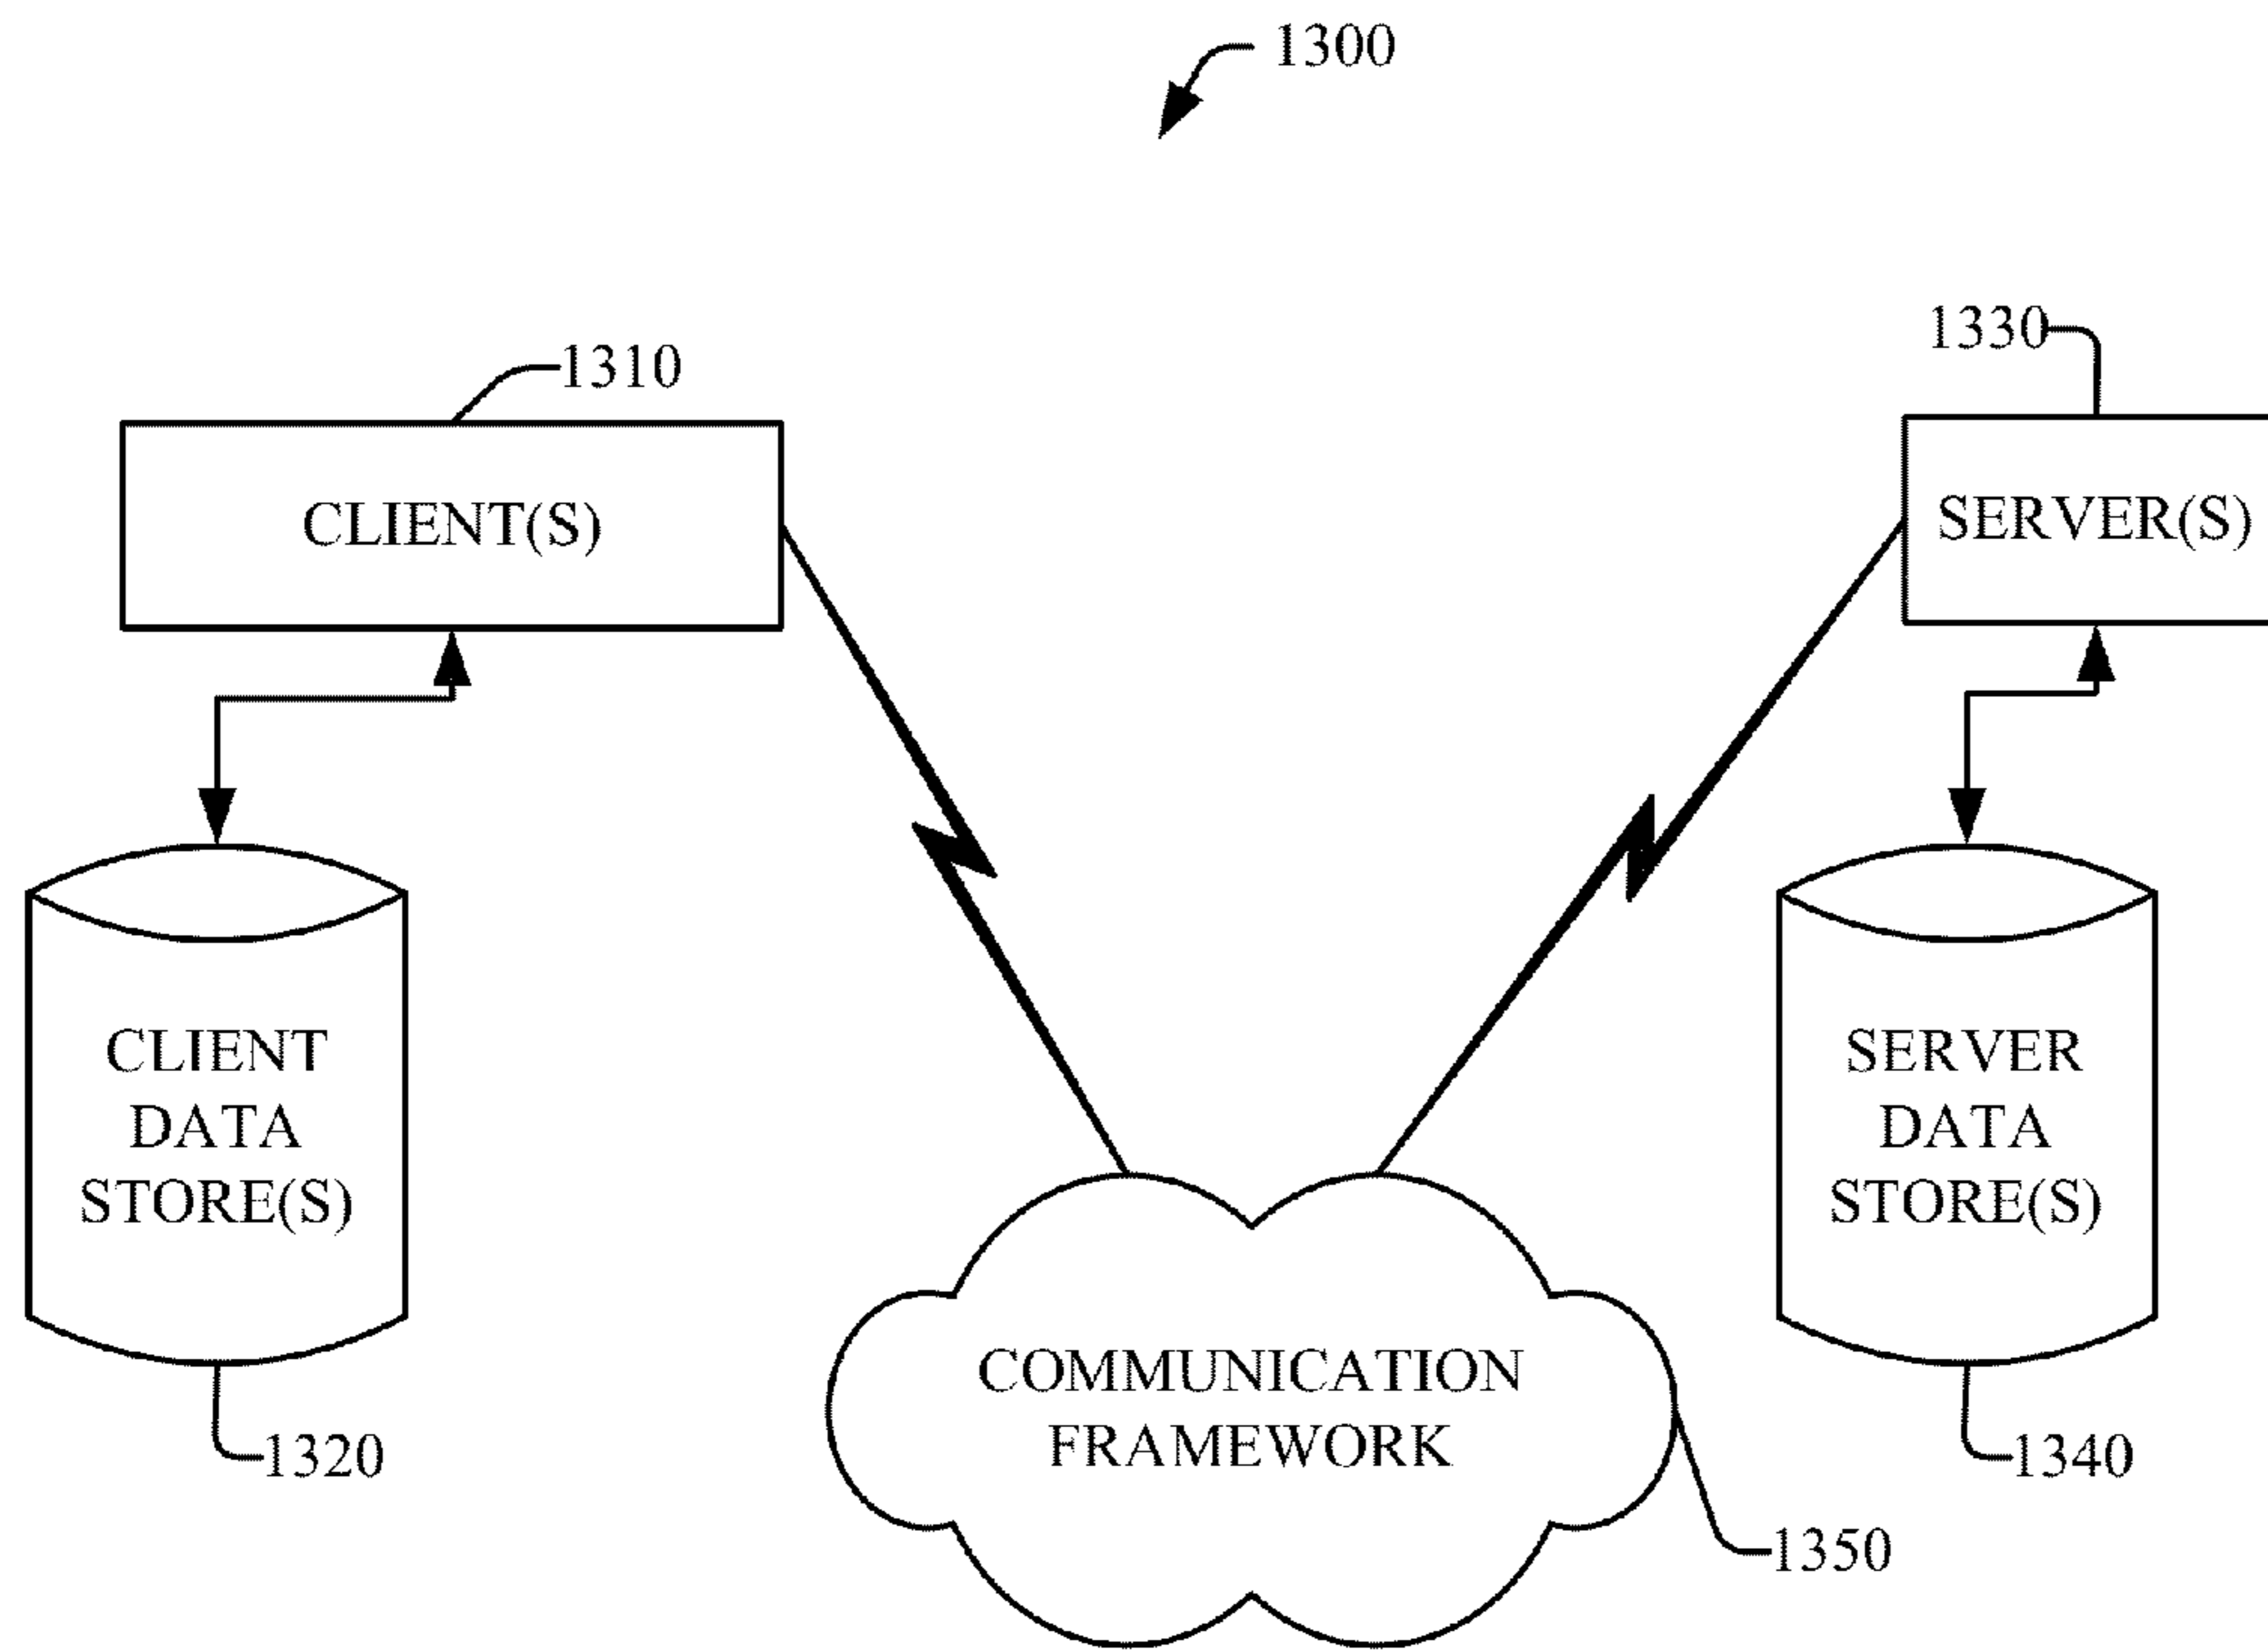 1300
1310
1330
CLIENT(S)
SERVER(S)
CLIENT
DATA
STORE(S)
SERVER
DATA
STORE(S)
COMMUNICATION
FRAMEWORK
1320
1340
1350